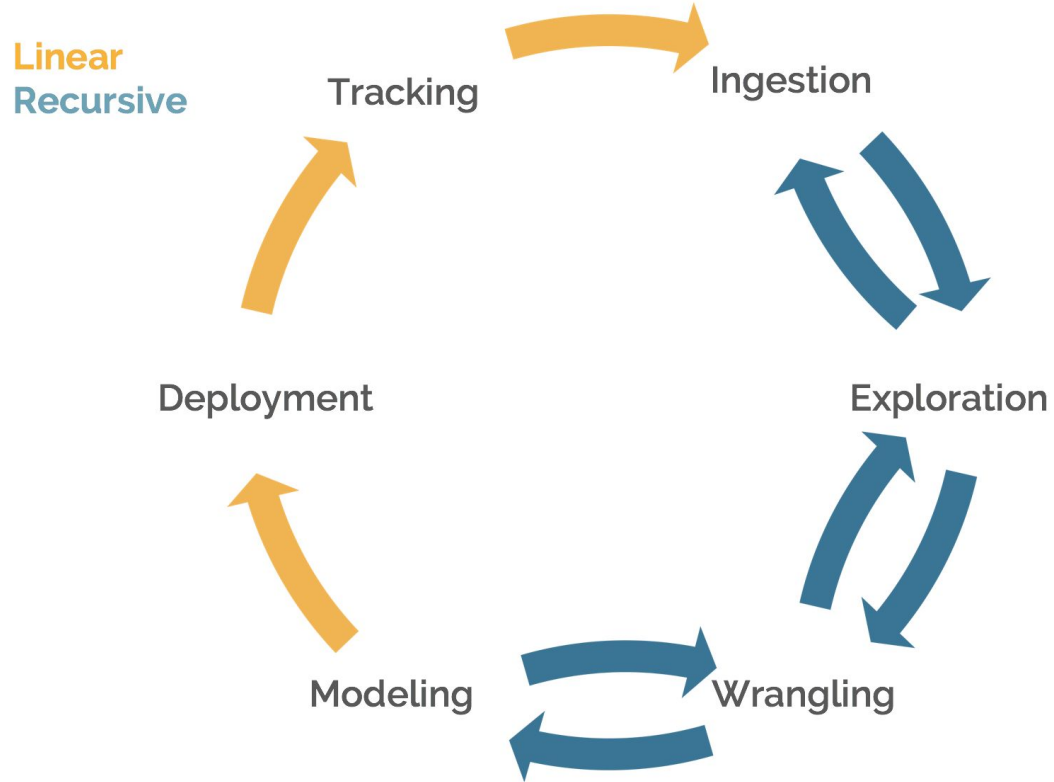 Linear
Recursive
Tracking
Ingestion
Deployment
Exploration
Modeling
Wrangling